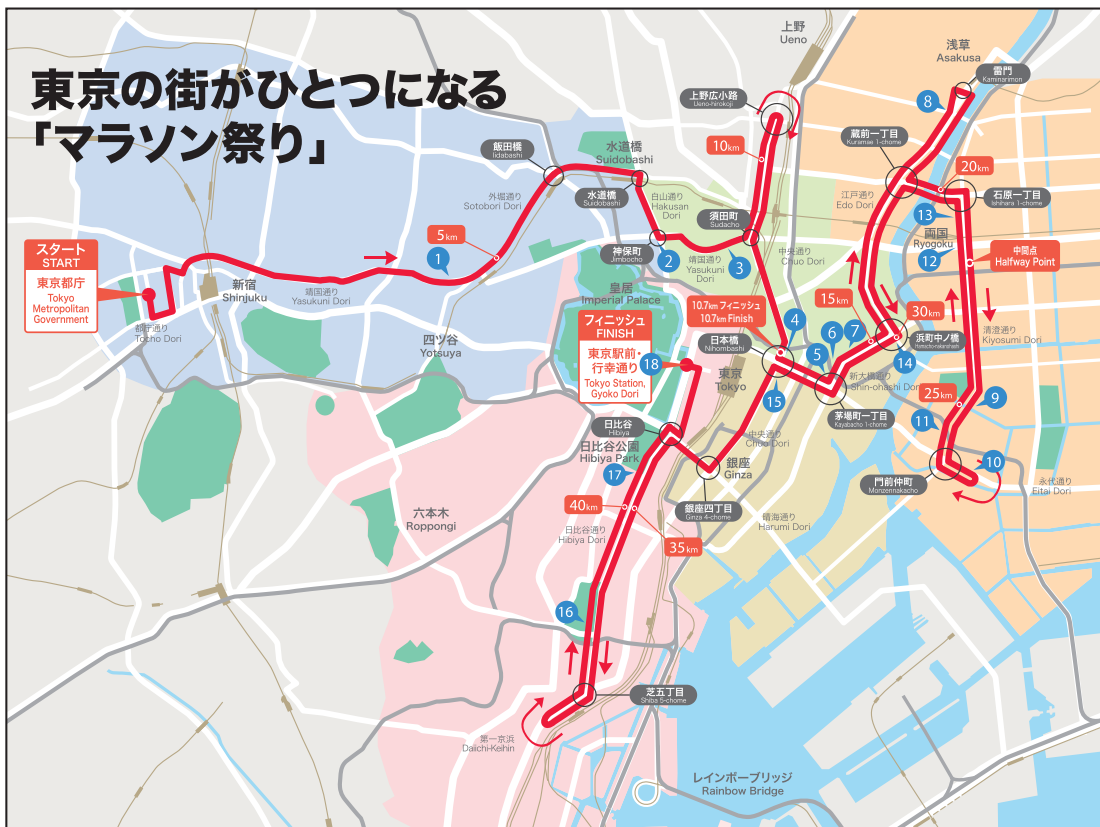 東京の街がひとつになる
「マラソン祭り」
上野
Ueno
浅草
Asakusa
雷門
Kaminarimon
8
上野広小路
Ueno-hirokoji
蔵前一丁目
Kuramae 1-chome
10km
20km
飯田橋
Iidabashi
水道橋
Suidobashi
水道橋
Suidobashi
石原一丁目
Ishihara 1-chome
外堀通り
Sotobori Dori
白山通り
Hakusan
Dori
江戸通り
Edo Dori
須田町
Sudacho
13
両国
Ryogoku
12
中間点
Halfway Point
5km
1
神保町
Jimbocho
2
靖国通り
Yasukuni
Dori
3
中央通り
Chuo Dori
スタート
START
東京都庁
Tokyo
Metropolitan
Government
新宿
Shinjuku
靖国通り
Yasukuni Dori
都庁通り
Tocho Dori
四ツ谷
Yotsuya
皇居
Imperial Palace
10.7kmフィニッシュ
10.7km Finish
15km
30km
フィニッシュ
FINISH
東京駅前・
行幸通り
Tokyo Station,
Gyoko Dori
18
日本橋
Nihombashi
4
5
6
7
浜町中ノ橋
Hamacho-nakanohashi
14
清澄通り
Kiyosumi Dori
東京
Tokyo
15
新大橋通り
Shin-ohashi Dori
茅場町一丁目
Kayabacho 1-chome
25km
9
11
日比谷
Hibiya
日比谷公園
Hibiya Park
中央通り
Chuo Dori
銀座
Ginza
17
10
門前仲町
Monzennakacho
永代通り
Eitai Dori
銀座四丁目
Ginza 4-chome
六本木
Roppongi
40km
日比谷通り
Hibiya Dori
35km
晴海通り
Harumi Dori
16
芝五丁目
Shiba 5-chome
第一京浜
Daiichi-Keihin
レインボーブリッジ
Rainbow Bridge